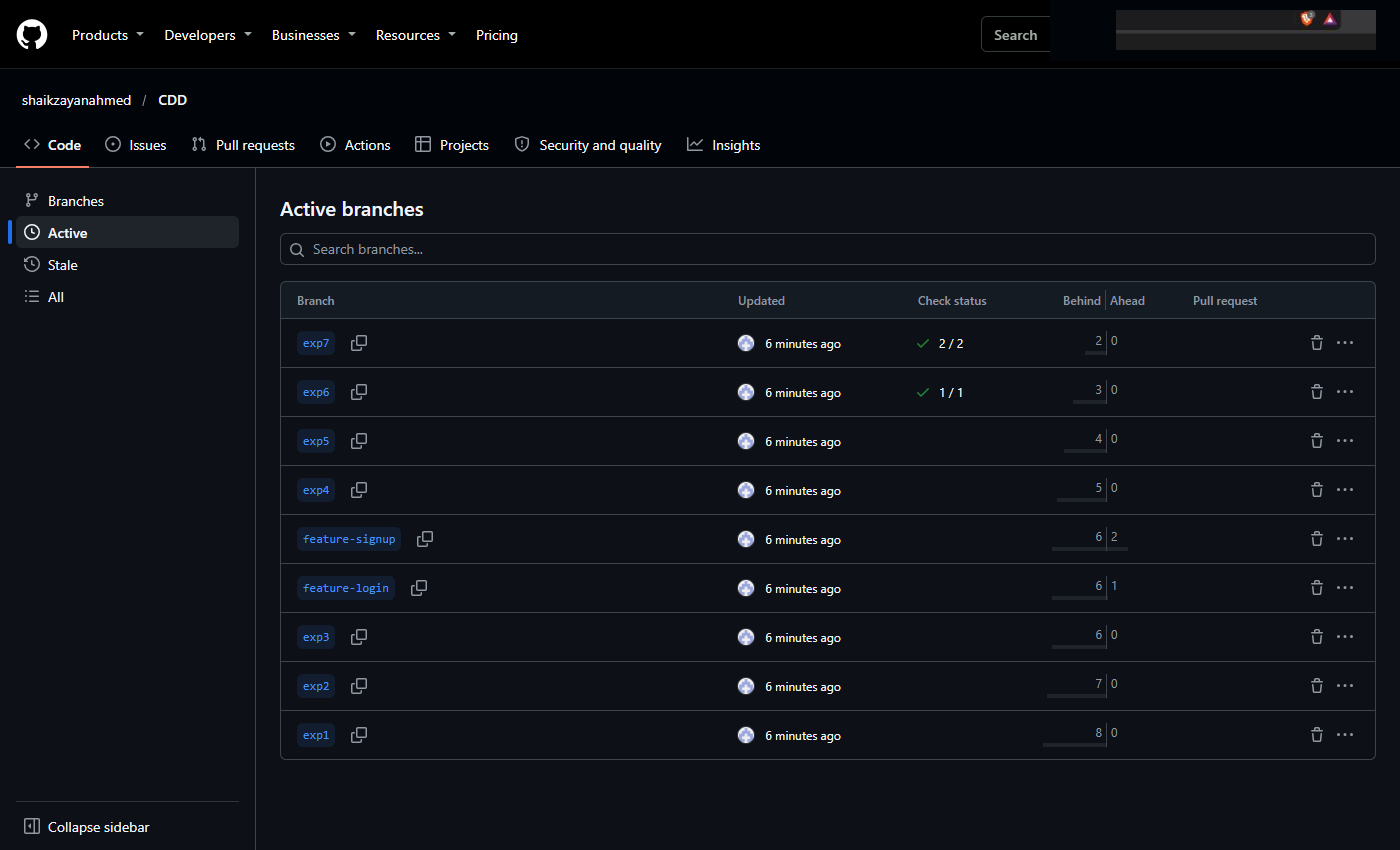 Products Developers Businesses Resources Pricing Search
shaikzayanahmed / CDD
Code Issues Pull requests Actions Projects Security and quality Insights
Branches
Active
Stale
All
Active branches
Search branches...
Branch Updated Check status Behind Ahead Pull request
exp7 6 minutes ago 2 / 2 2 0
exp6 6 minutes ago 1 / 1 3 0
exp5 6 minutes ago 4 0
exp4 6 minutes ago 5 0
feature-signup 6 minutes ago 6 2
feature-login 6 minutes ago 6 1
exp3 6 minutes ago 6 0
exp2 6 minutes ago 7 0
exp1 6 minutes ago 8 0
Collapse sidebar